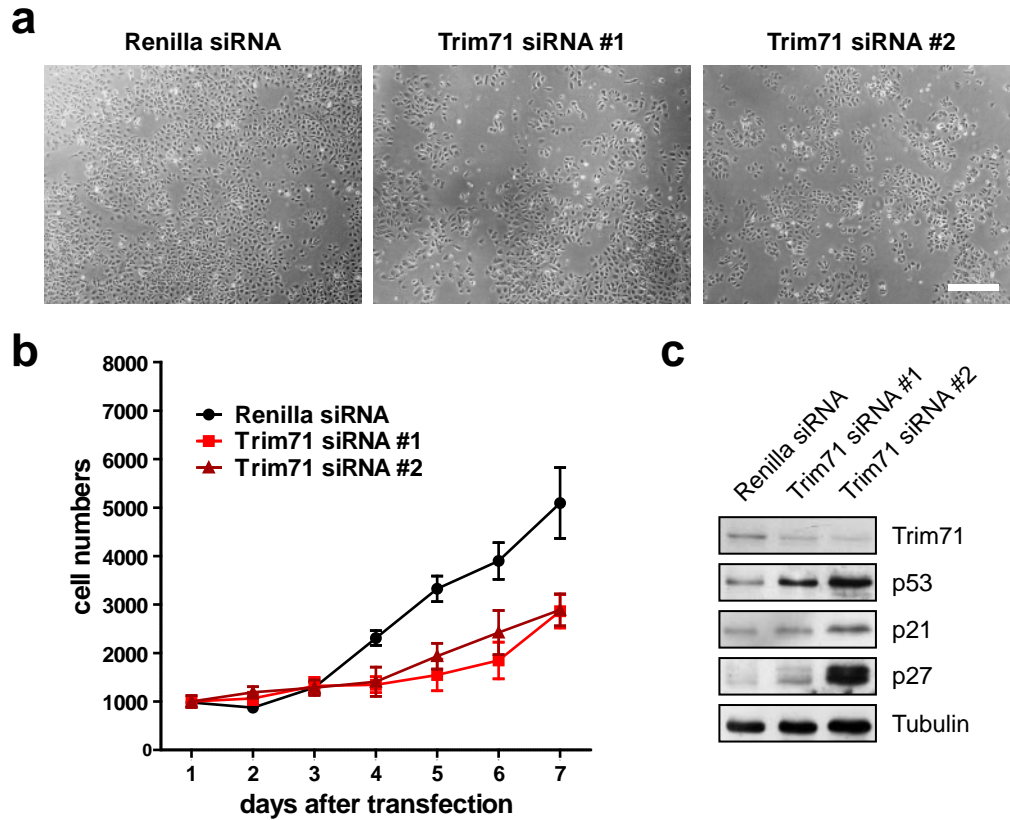 a
Renilla siRNA
Trim71 siRNA #1
Trim71 siRNA #2
b
8000
7000
6000
5000
4000
3000
2000
1000
0
cell numbers
Renilla siRNA
Trim71 siRNA #1
Trim71 siRNA #2
1 2 3 4 5 6 7
days after transfection
c
Renilla siRNA
Trim71 siRNA #1
Trim71 siRNA #2
Trim71
p53
p21
p27
Tubulin